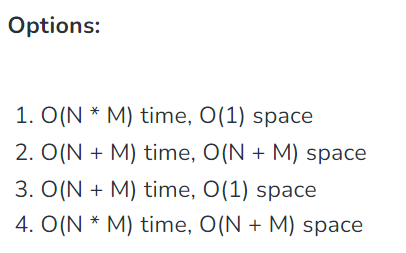 Options:
1. O(N * M) time, O(1) space
2. O(N + M) time, O(N + M) space
3. O(N + M) time, O(1) space
4. O(N * M) time, O(N + M) space